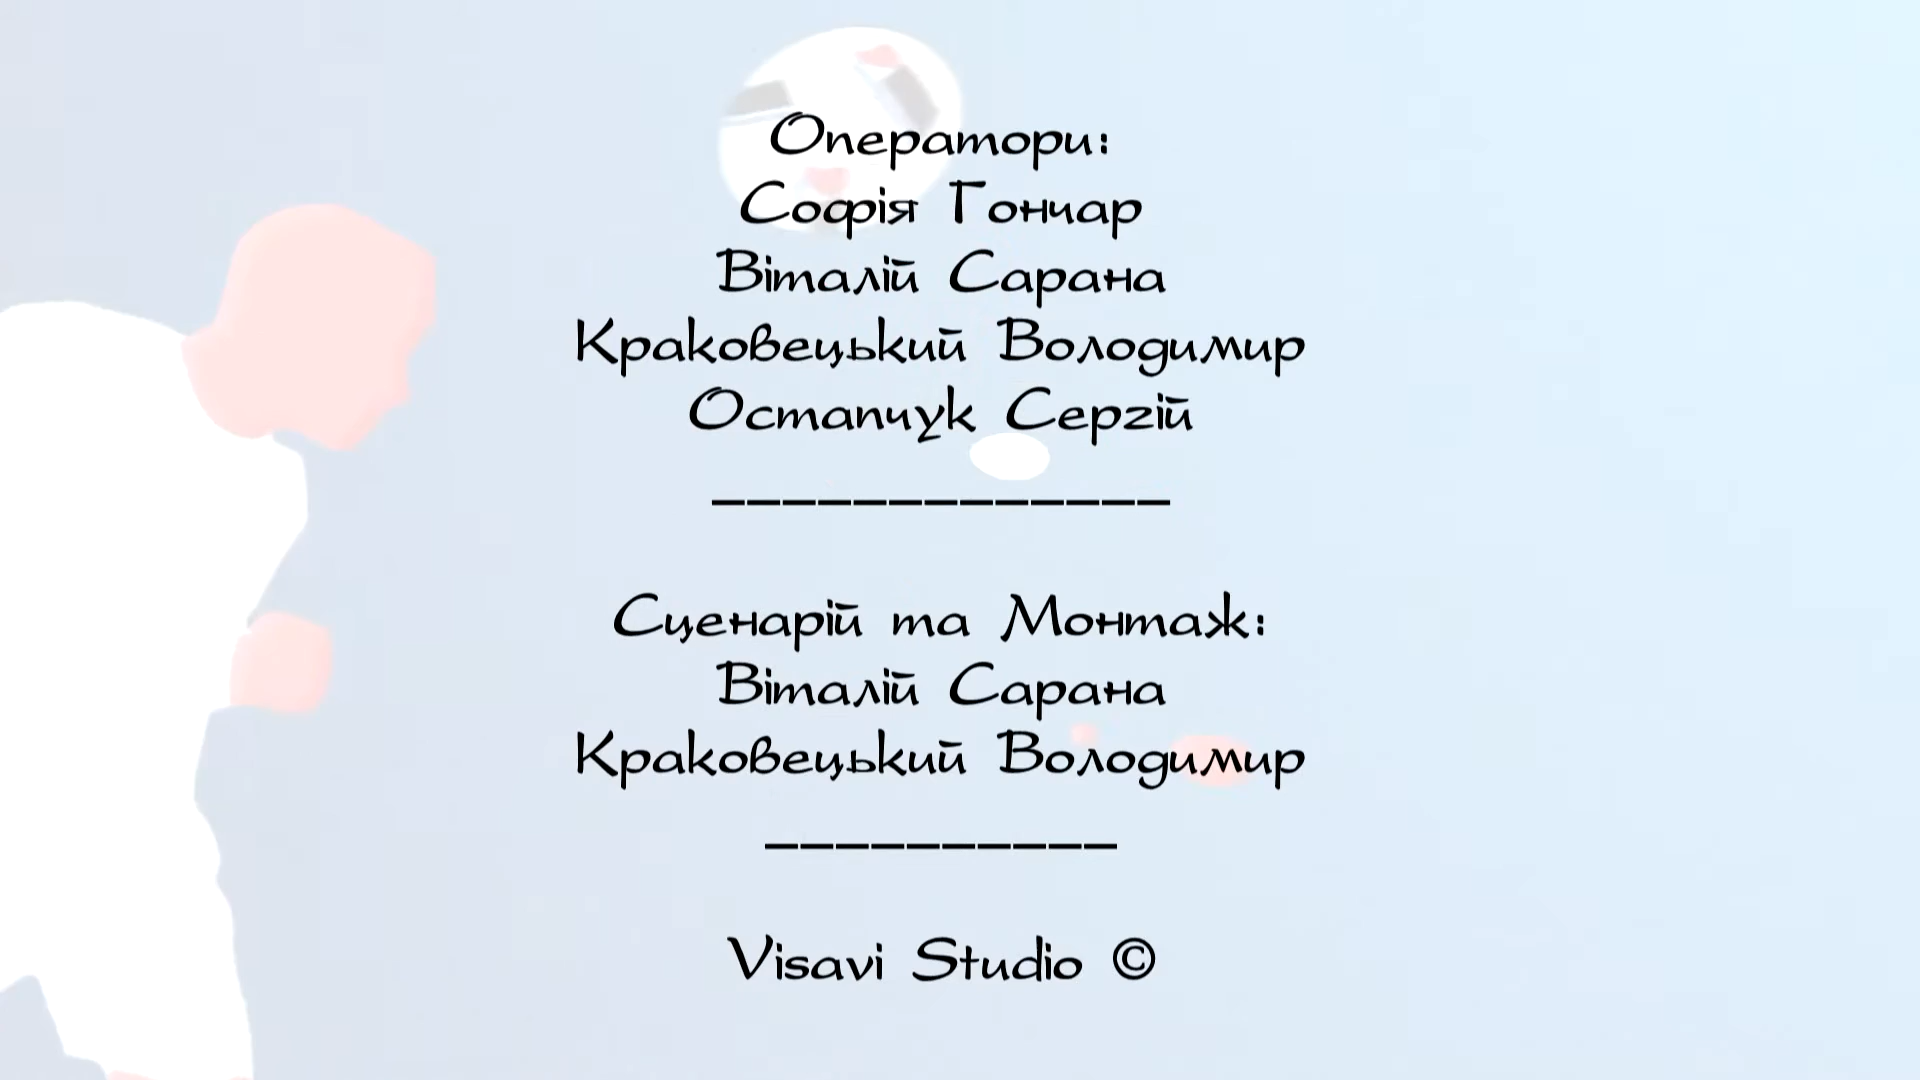 Оператори:
Софія Гончар
Віталій Сарана
Краковецький Володимир
Остапчук Сергій
_____________
Сценарій та Монтаж:
Віталій Сарана
Краковецький Володимир
__________
Visavi Studio ©